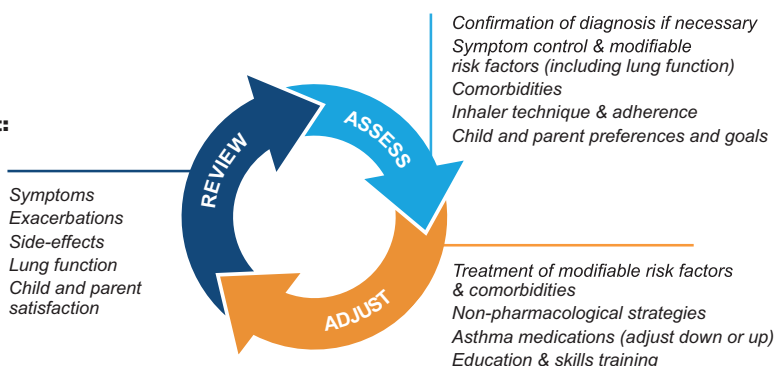 Confirmation of diagnosis if necessary
Symptom control & modifiable
risk factors (including lung function)
Comorbidities
Inhaler technique & adherence
Child and parent preferences and goals
ASSESS
REVIEW
Symptoms
Exacerbations
Side-effects
Lung function
Child and parent
satisfaction
ADJUST
Treatment of modifiable risk factors
& comorbidities
Non-pharmacological strategies
Asthma medications (adjust down or up)
Education & skills training